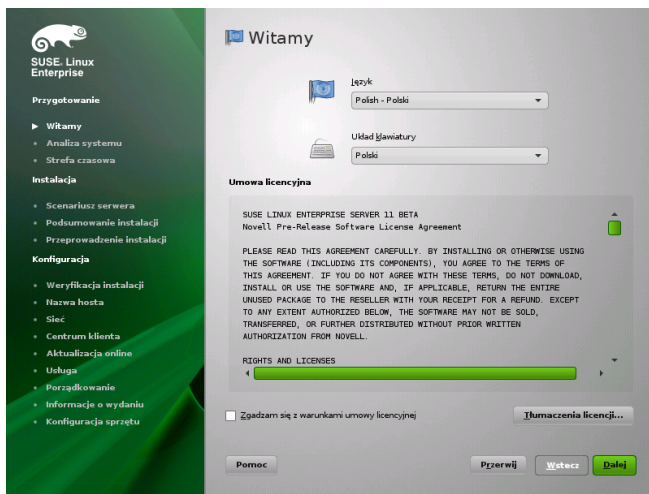 SUSE. Linux
Enterprise
Przygotowanie
Witamy
Analiza systemu
Strefa czasowa
Instalacja
Scenariusz serwera
Podsumowanie instalacji
Przeprowadzenie instalacji
Konfiguracja
Weryfikacja instalacji
Nazwa hosta
Sieć
Centrum klienta
Aktualizacja online
Usługa
Porządkowanie
Informacje o wydaniu
Konfiguracja sprzętu
Witamy
Język
Polish - Polski
Układ klawiatury
Polski
Umowa licencyjna
SUSE LINUX ENTERPRISE SERVER 11 BETA
Novell Pre-Release Software License Agreement
PLEASE READ THIS AGREEMENT CAREFULLY. BY INSTALLING OR OTHERWISE USING
THE SOFTWARE (INCLUDING ITS COMPONENTS), YOU AGREE TO THE TERMS OF
THIS AGREEMENT. IF YOU DO NOT AGREE WITH THESE TERMS, DO NOT DOWNLOAD,
INSTALL OR USE THE SOFTWARE AND, IF APPLICABLE, RETURN THE ENTIRE
UNUSED PACKAGE TO THE RESELLER WITH YOUR RECEIPT FOR A REFUND. EXCEPT
TO ANY EXTENT AUTHORIZED BELOW, THE SOFTWARE MAY NOT BE SOLD,
TRANSFERRED, OR FURTHER DISTRIBUTED WITHOUT PRIOR WRITTEN
AUTHORIZATION FROM NOVELL.
RIGHTS AND LICENSES
Zgadzam się z warunkami umowy licencyjnej
Tłumaczenia licencji...
Pomoc
Przerwij
Wstecz
Dalej